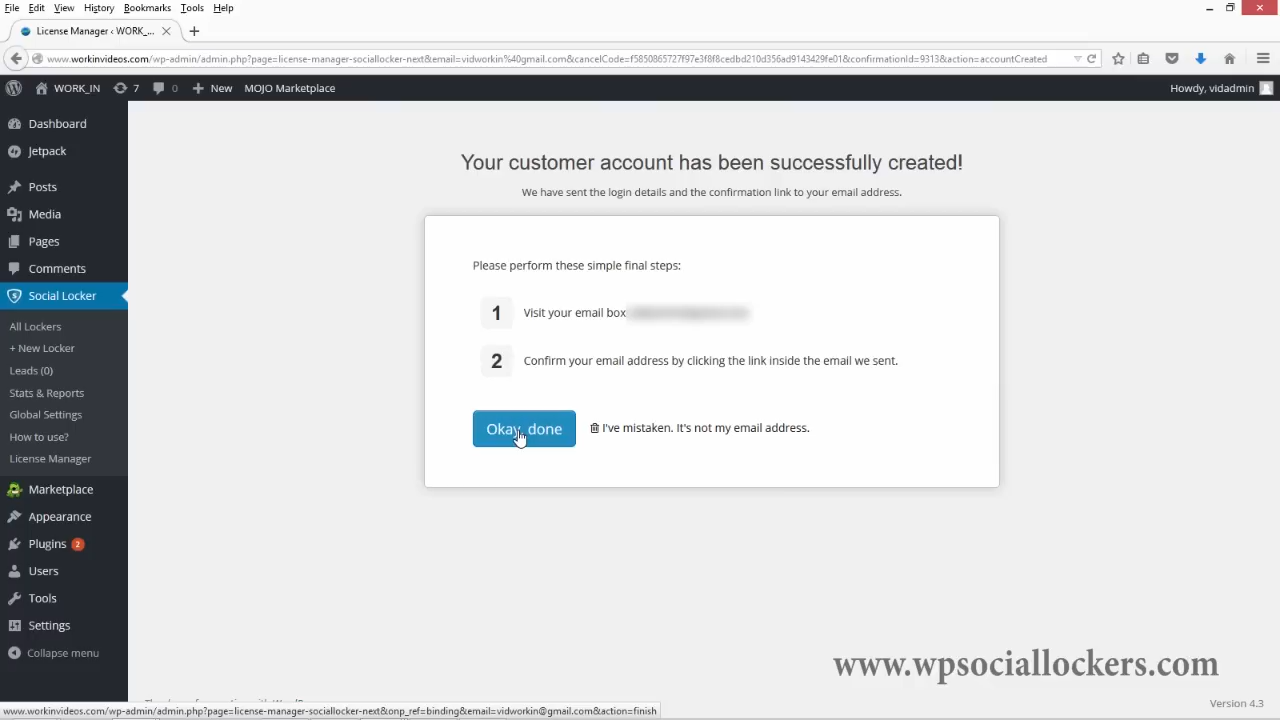 File Edit View History Bookmarks Tools Help
License Manager ‹ WORK_...
www.workinvideos.com/wp-admin/admin.php?page=license-manager-sociallocker-next&email=vidworkin%40gmail.com&cancelCode=f5850865727f97e3f8f8cedbd210d356ad9143429fe01&confirmationId=9313&action=accountCreated
WORK_IN 7 0 New MOJO Marketplace Howdy, vidadmin
Dashboard
Jetpack
Posts
Media
Pages
Comments
Social Locker
All Lockers
+ New Locker
Leads (0)
Stats & Reports
Global Settings
How to use?
License Manager
Marketplace
Appearance
Plugins 2
Users
Tools
Settings
Collapse menu
Your customer account has been successfully created!
We have sent the login details and the confirmation link to your email address.
Please perform these simple final steps:
1 Visit your email box
2 Confirm your email address by clicking the link inside the email we sent.
Okay, done I've mistaken. It's not my email address.
www.wpsociallockers.com
Version 4.3
www.workinvideos.com/wp-admin/admin.php?page=license-manager-sociallocker-next&onp_ref=binding&email=vidworkin@gmail.com&action=finish